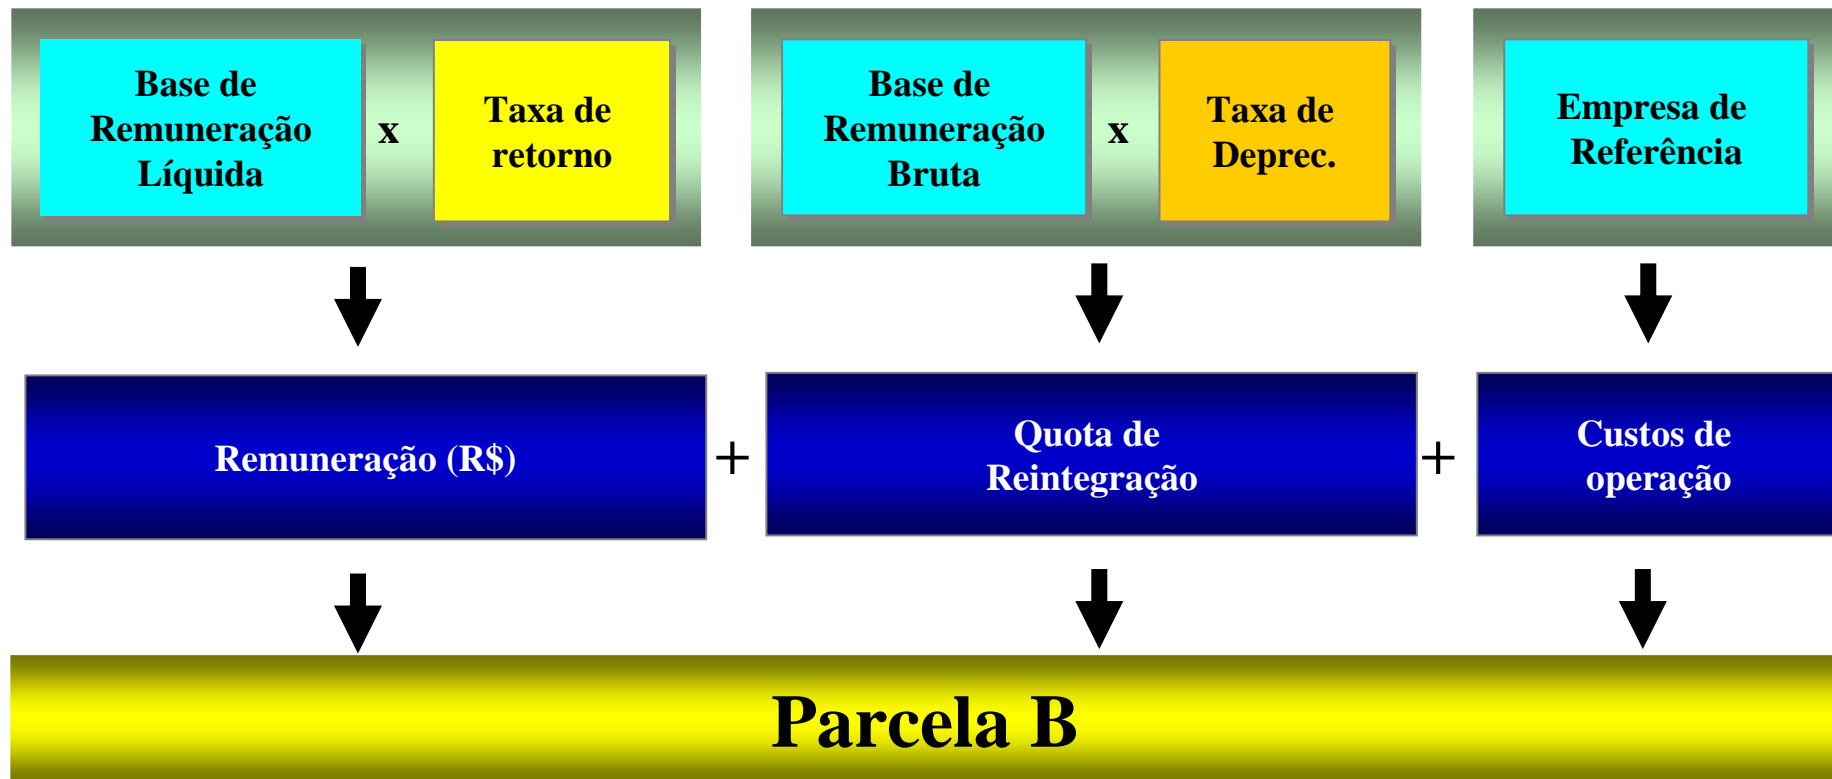 Base de
Remuneração
Líquida
x
Taxa de
retorno
Base de
Remuneração
Bruta
x
Taxa de
Deprec.
Empresa de
Referência
Remuneração (R$)
+
Quota de
Reintegração
+
Custos de
operação
Parcela B